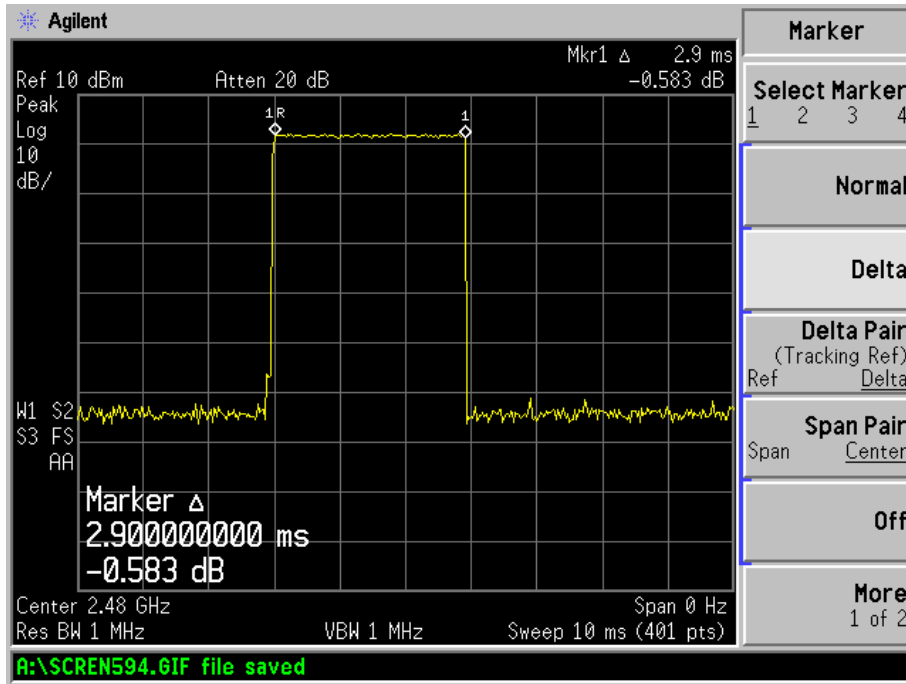 Agilent
Mkr1 Δ 2.9 ms
Ref 10 dBm Atten 20 dB -0.583 dB
Peak
Log
10
dB/
1R
1
W1 S2
S3 FS
AA
Marker Δ
2.900000000 ms
-0.583 dB
Center 2.48 GHz Span 0 Hz
Res BW 1 MHz VBW 1 MHz Sweep 10 ms (401 pts)
A:\SCREN594.GIF file saved
Marker
Select Marker
1 2 3 4
Normal
Delta
Delta Pair
(Tracking Ref)
Ref Delta
Span Pair
Span Center
Off
More
1 of 2